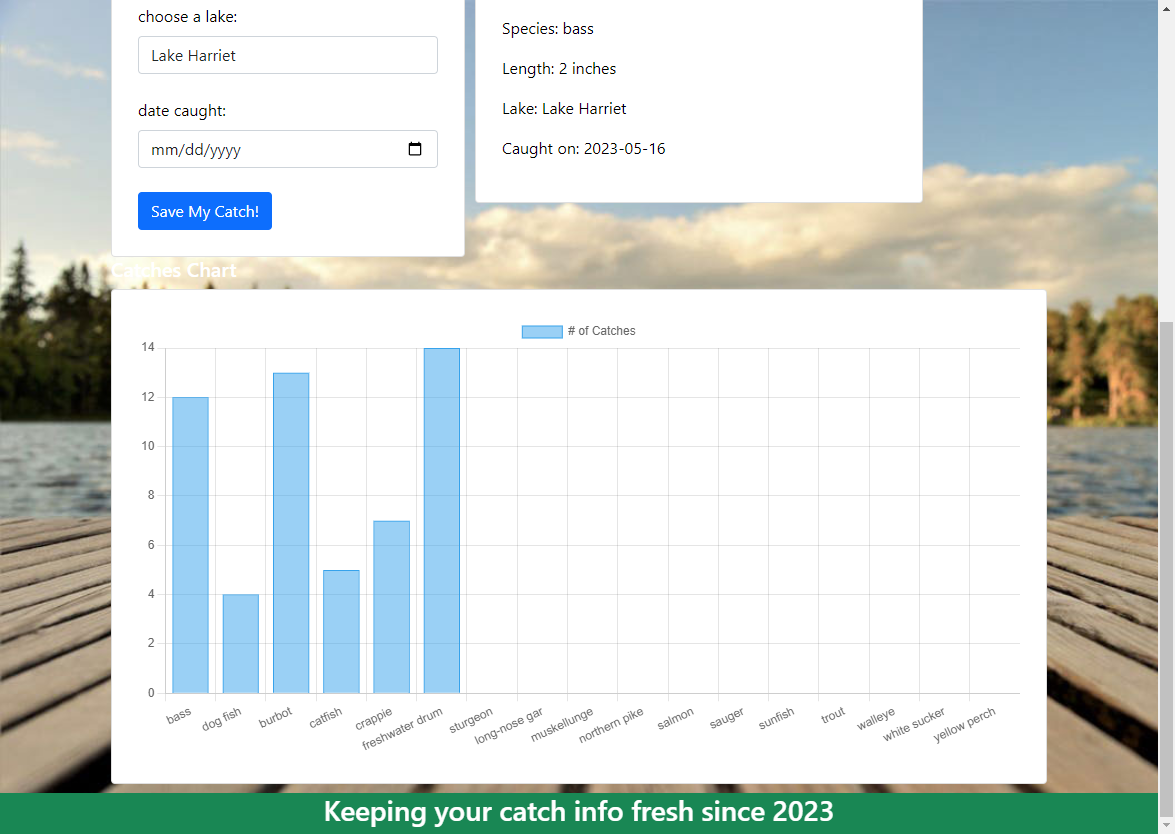 choose a lake:
Lake Harriet
date caught:
mm/dd/yyyy
Save My Catch!
Species: bass
Length: 2 inches
Lake: Lake Harriet
Caught on: 2023-05-16
Catches Chart
# of Catches
14
12
10
8
6
4
2
0
bass
dog fish
burbot
catfish
crappie
freshwater drum
sturgeon
long-nose gar
muskellunge
northern pike
salmon
sauger
sunfish
trout
walleye
white sucker
yellow perch
Keeping your catch info fresh since 2023